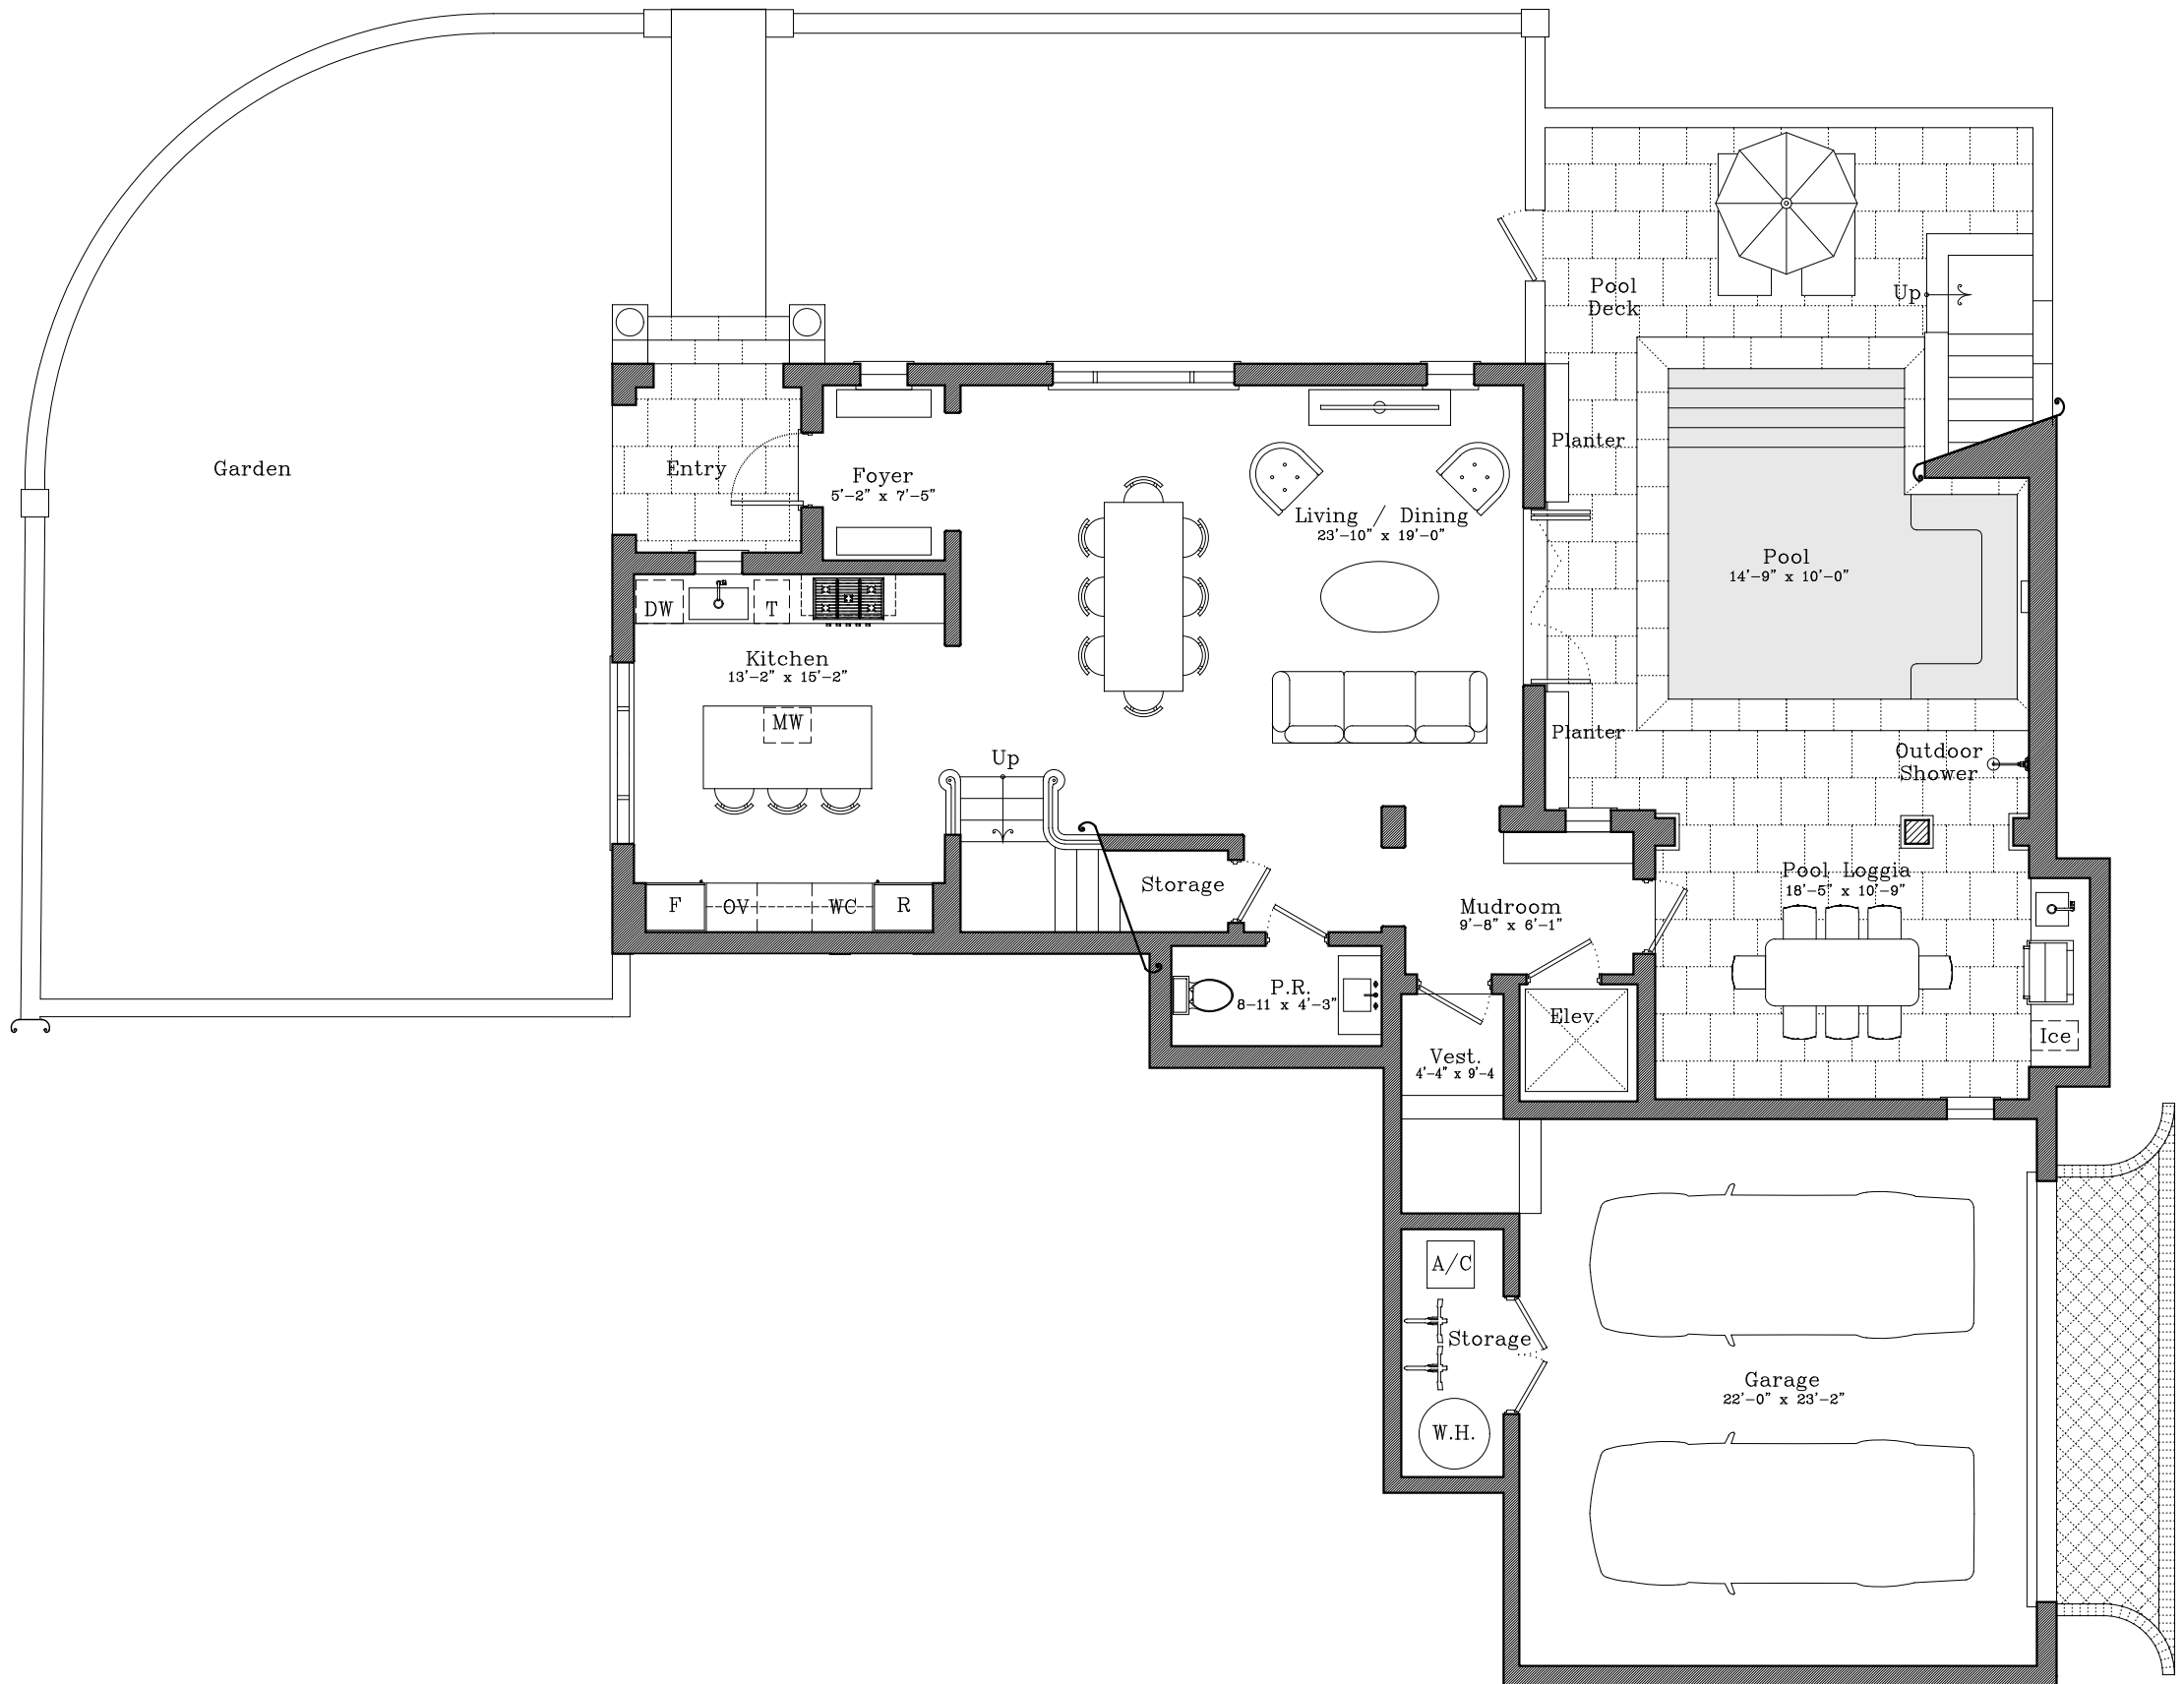 Garden
Entry
Foyer
5'-2" x 7'-5"
Living / Dining
23'-10" x 19'-0"
Pool
Deck
Up
Planter
Pool
14'-9" x 10'-0"
DW
T
Kitchen
13'-2" x 15'-2"
MW
Planter
Up
Outdoor
Shower
F
OV
WC
R
Storage
Mudroom
9'-8" x 6'-1"
Pool Loggia
18'-5" x 10'-9"
P.R.
8-11 x 4'-3"
Elev.
Ice
Vest.
4'-4" x 9'-4
A/C
Storage
W.H.
Garage
22'-0" x 23'-2"